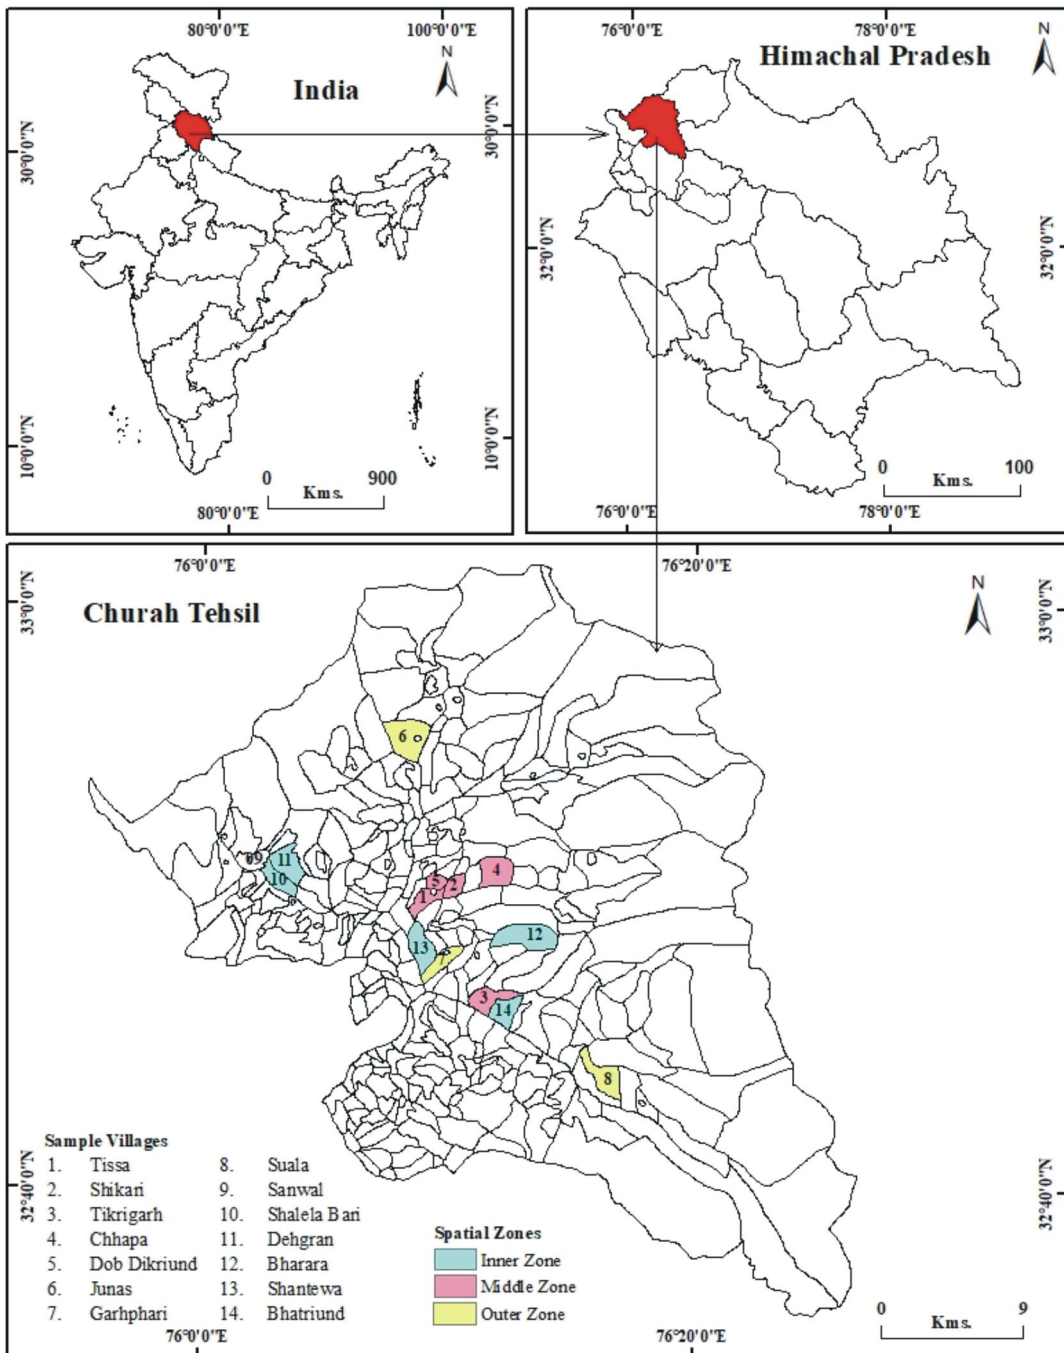 80°0'0"E 100°0'0"E
N
India
30°0'0"N 30°0'0"N
10°0'0"N 10°0'0"N
0 900
Kms.
80°0'0"E
76°0'0"E 78°0'0"E
N
Himachal Pradesh
32°0'0"N 32°0'0"N
0 100
Kms.
76°0'0"E 78°0'0"E
76°0'0"E 76°20'0"E
33°0'0"N 33°0'0"N
Churah Tehsil
N
6
09
11
10
5
2
1
4
13
7
12
3
14
8
Sample Villages
1. Tissa 8. Suala
2. Shikari 9. Sanwal
3. Tikrigarh 10. Shalela Bari
4. Chhapa 11. Dehgran
5. Dob Dikriund 12. Bharara
6. Junas 13. Shantewa
7. Garhphari 14. Bhatriund
Spatial Zones
Inner Zone
Middle Zone
Outer Zone
32°40'0"N 32°40'0"N
0 9
Kms.
76°0'0"E 76°20'0"E